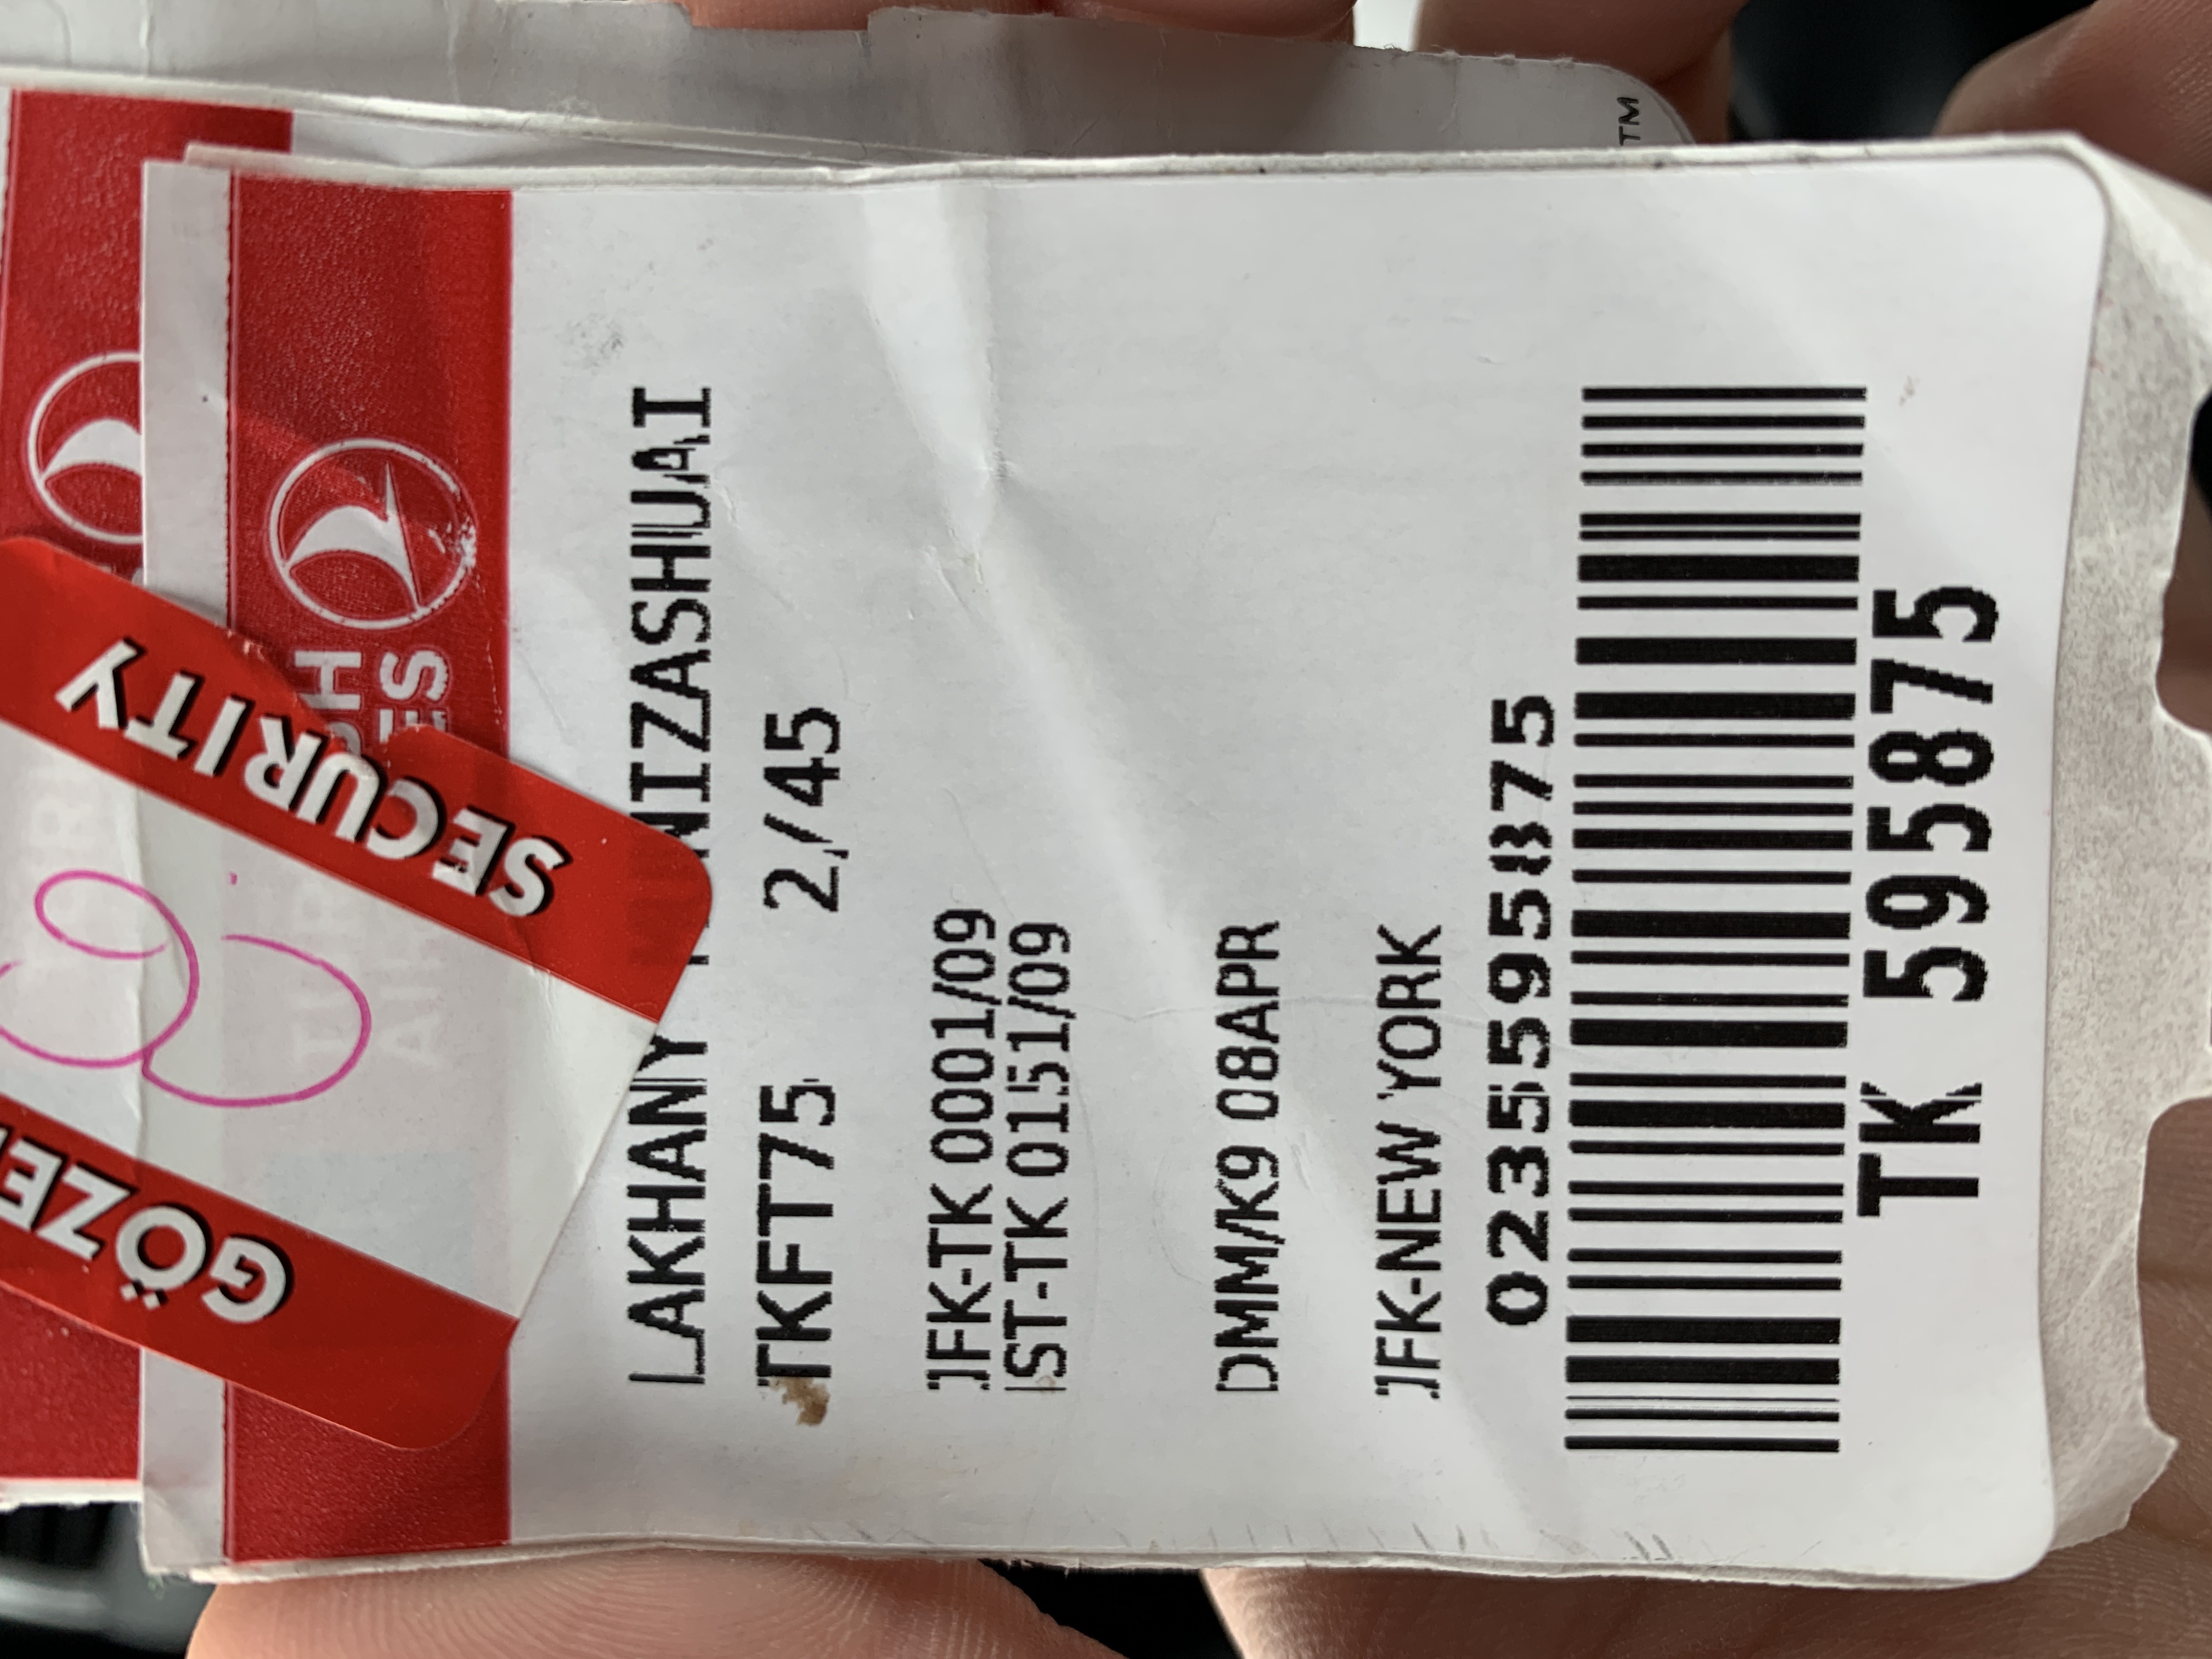 SECURITY
GÖZE
LAKHANY NIZASHUAI
TKFT75 2/45
JFK-TK 0001/09
IST-TK 0151/09
DMM/K9 08APR
JFK-NEW YORK
0235595875
TK 595875
TM